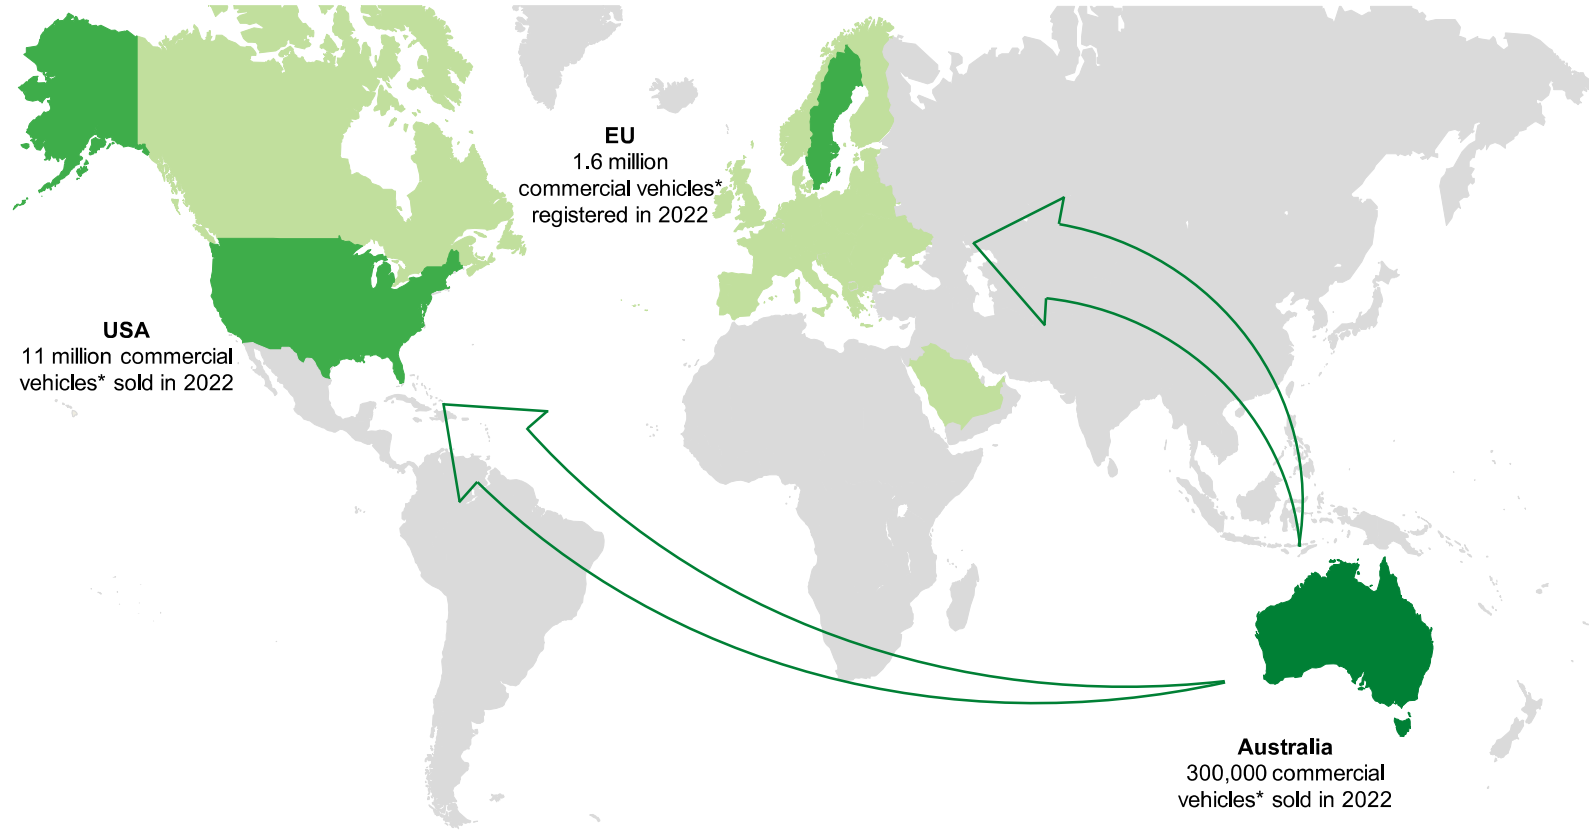 EU
1.6 million
commercial vehicles*
registered in 2022
USA
11 million commercial
vehicles* sold in 2022
Australia
300,000 commercial
vehicles* sold in 2022